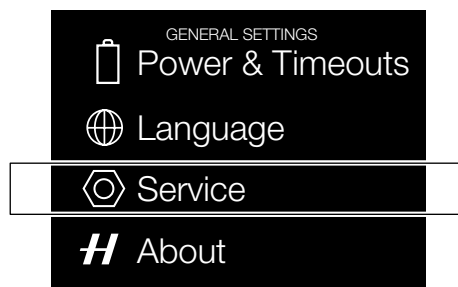 GENERAL SETTINGS
Power & Timeouts
Language
Service
H About